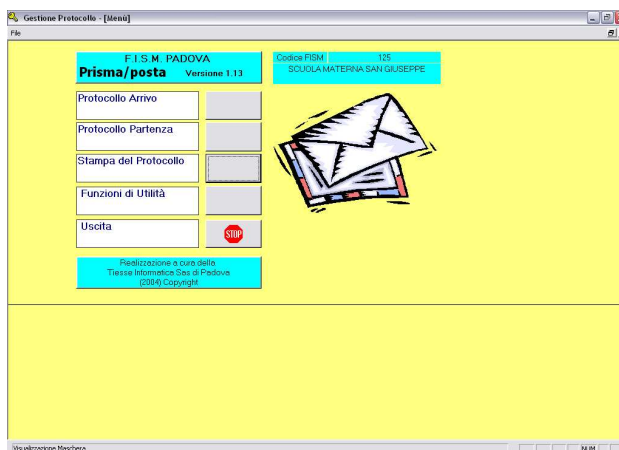 Gestione Protocollo - [Menù]
File
F.I.S.M. PADOVA
Prisma/posta Versione 1.13
Codice FISM 125
SCUOLA MATERNA SAN GIUSEPPE
Protocollo Arrivo
Protocollo Partenza
Stampa del Protocollo
Funzioni di Utilità
Uscita
STOP
Realizzazione a cura della
Tiesse Informatica Sas di Padova
(2004) Copyright
Visualizzazione Maschera
NUM